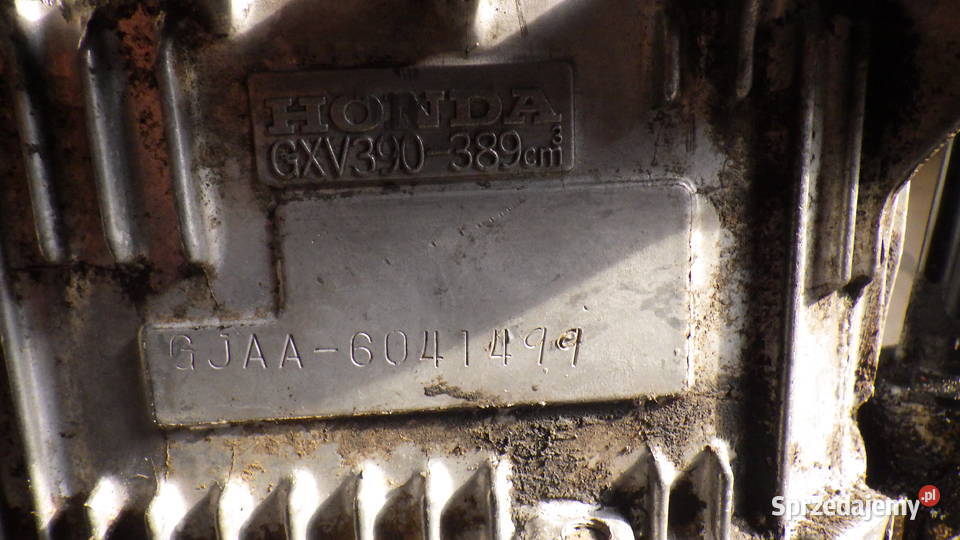 HONDA
GXV390-389cm³
GJAA-6041499
Sprzedajemy.pl